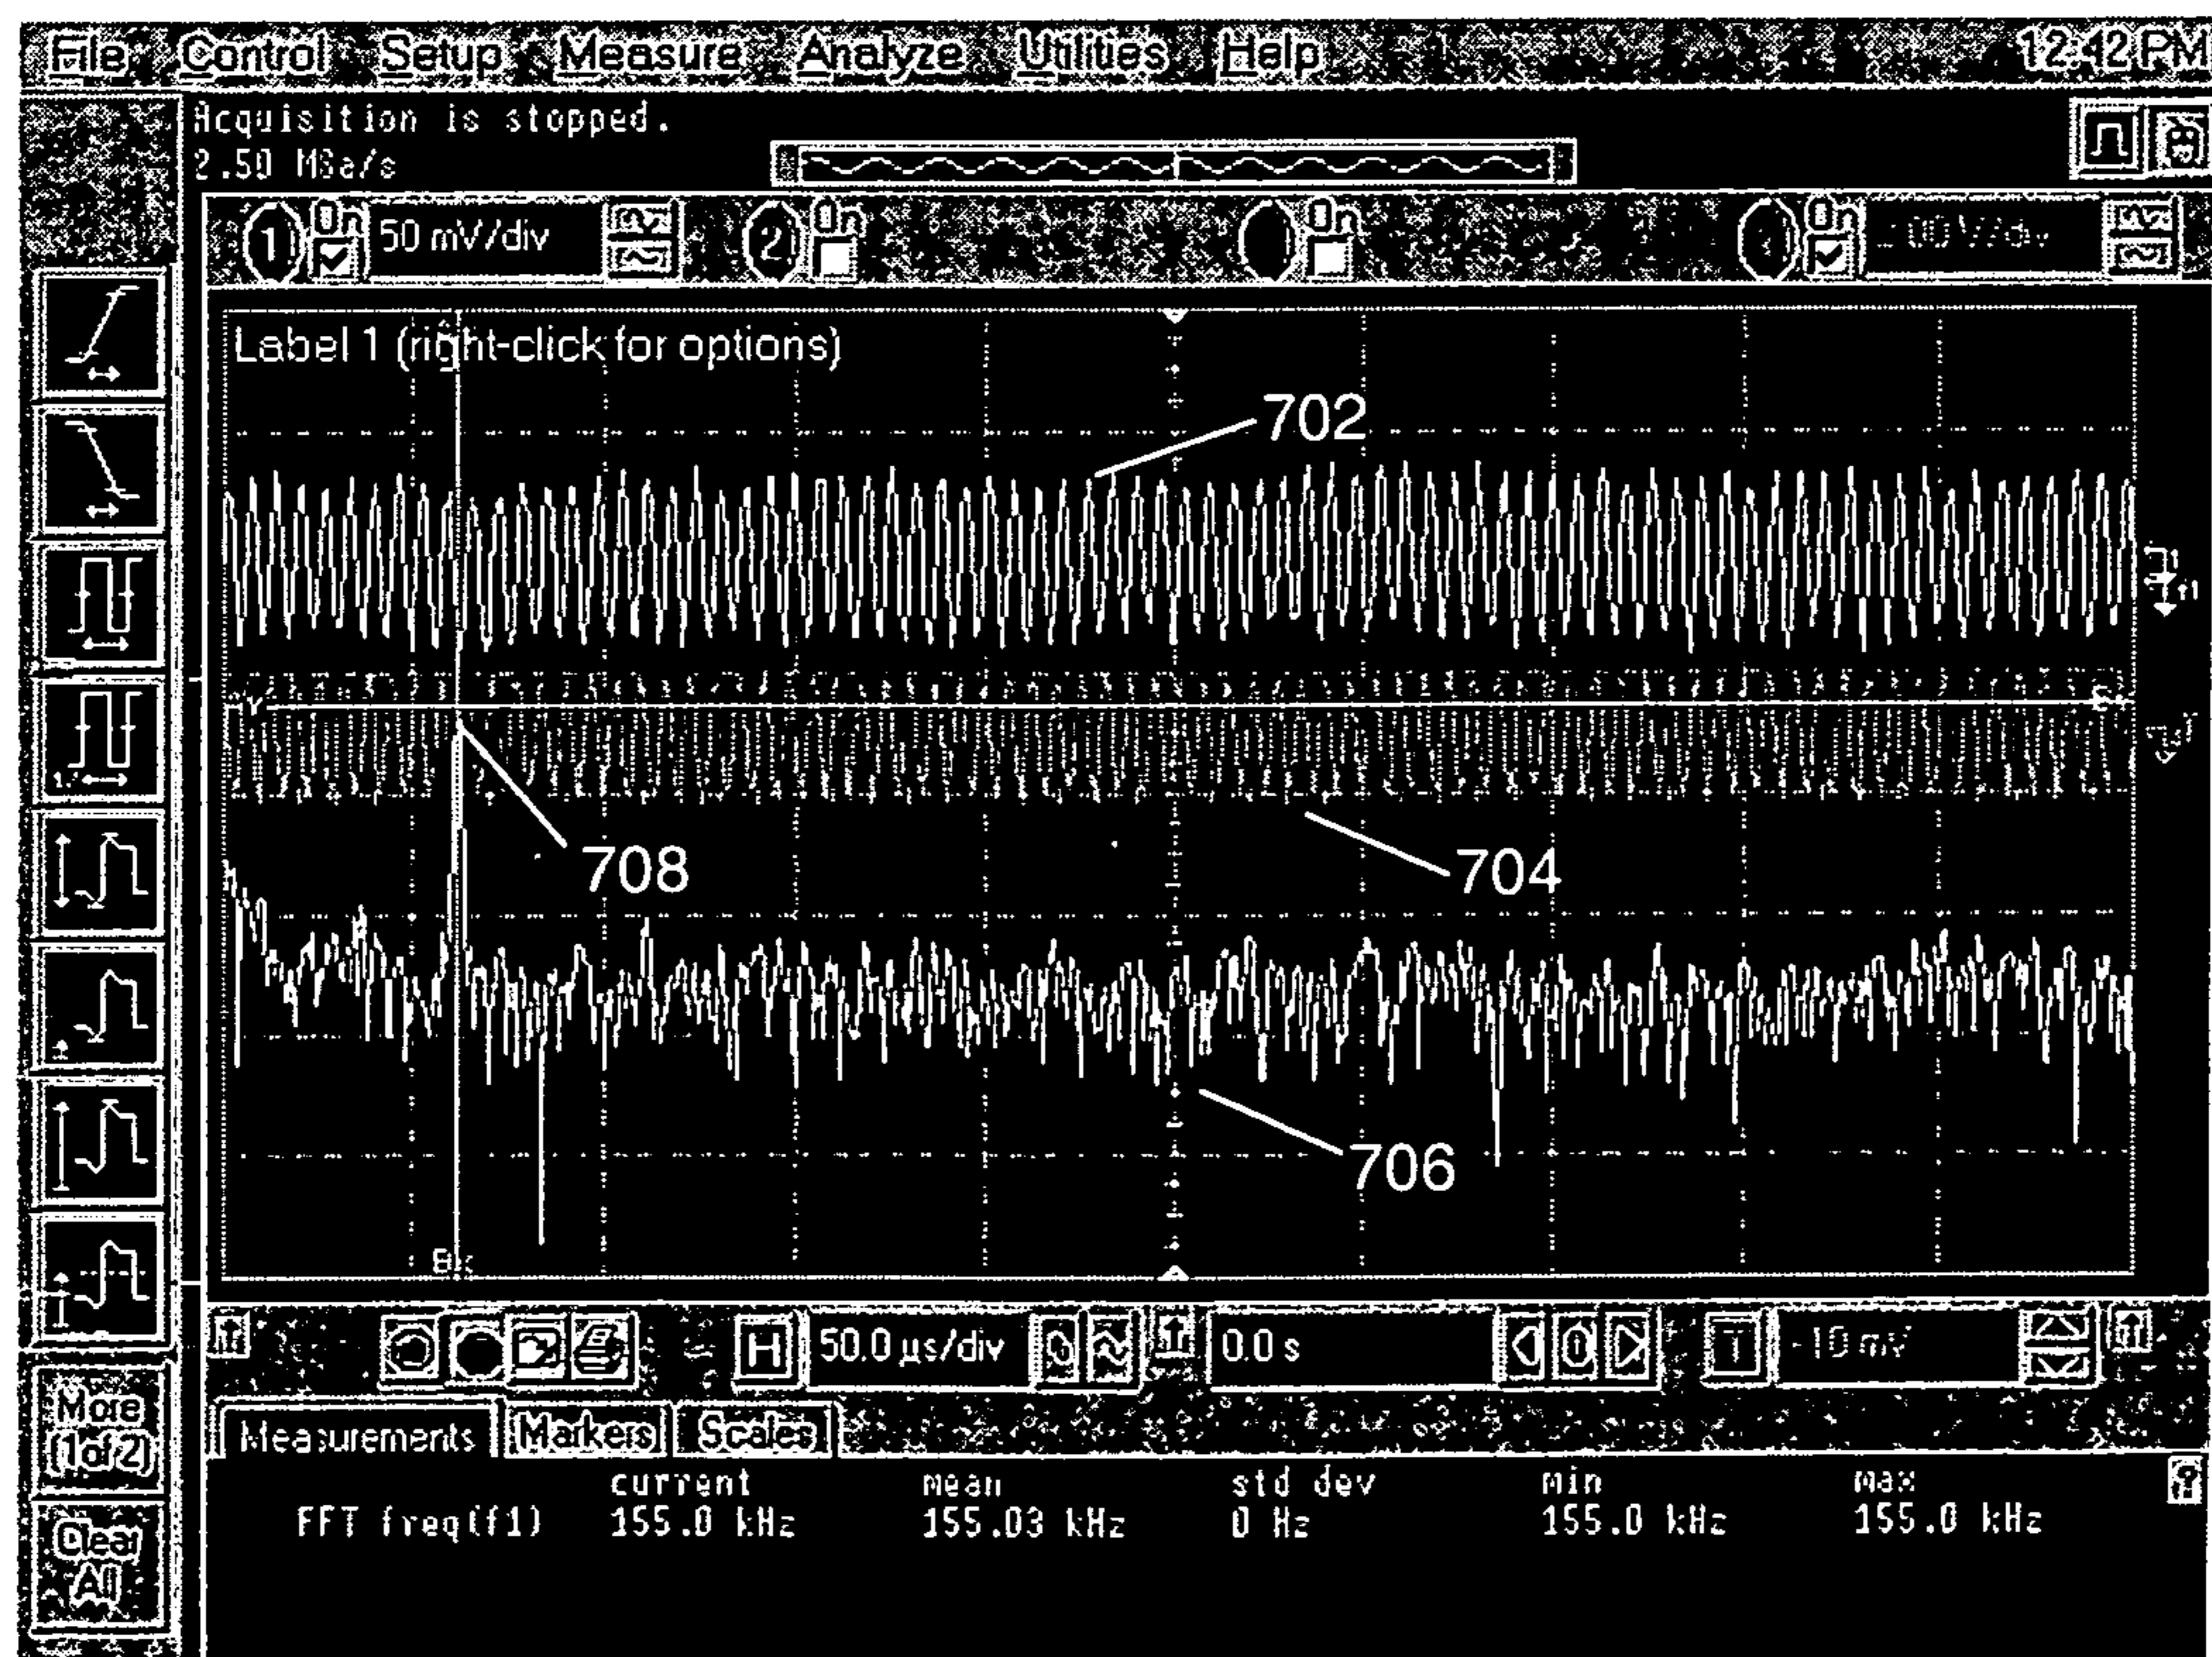 File Control Setup Measure Analyze Utilities Help 12:42 PM
Acquisition is stopped.
2.50 MSa/s
1 On 50 mV/div 2 On On On
Label 1 (right-click for options)
702
708
704
706
H 50.0 µs/div 0.0 s T -10 mV
More
(1of2)
Clear
All
Measurements Markers Scales
current mean std dev min max
FFT freq(f1) 155.0 kHz 155.03 kHz 0 Hz 155.0 kHz 155.0 kHz